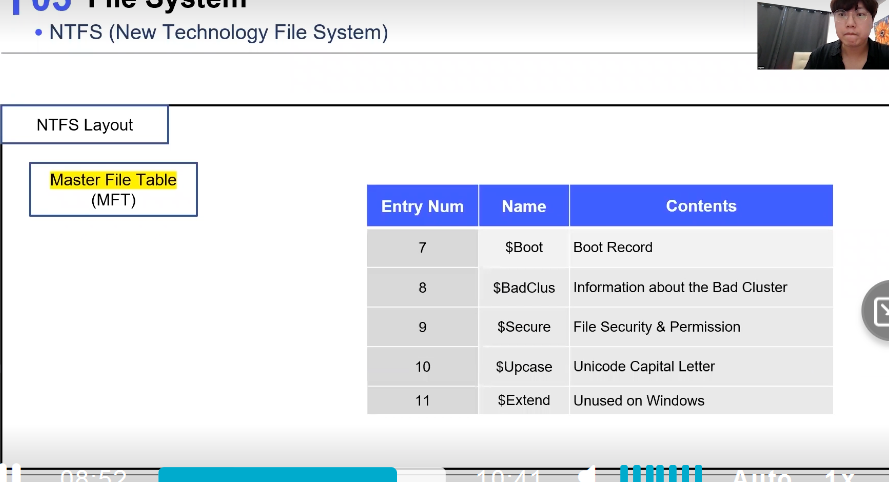 03 File System
• NTFS (New Technology File System)
NTFS Layout
Master File Table
(MFT)
Entry Num Name Contents
7 $Boot Boot Record
8 $BadClus Information about the Bad Cluster
9 $Secure File Security & Permission
10 $Upcase Unicode Capital Letter
11 $Extend Unused on Windows
08:52 10:41 Auto 1x